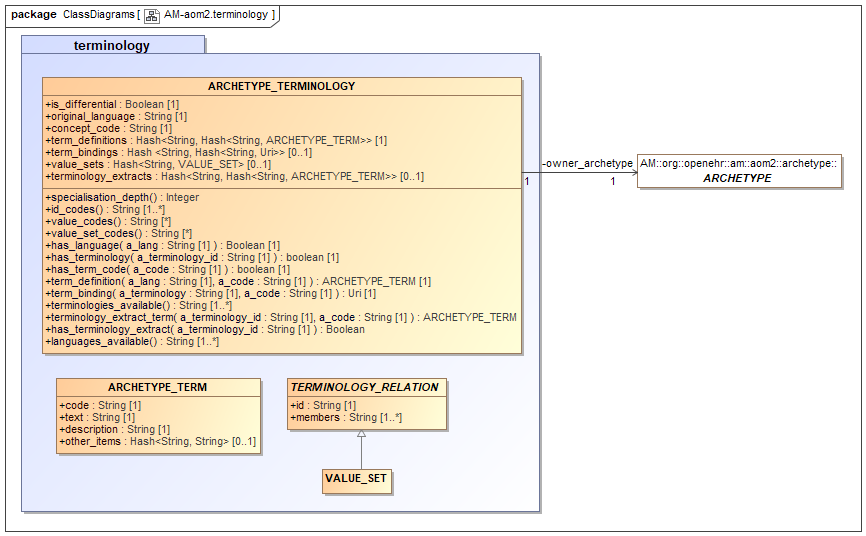 package ClassDiagrams [ AM-aom2.terminology ]
terminology
ARCHETYPE_TERMINOLOGY
+is_differential : Boolean [1]
+original_language : String [1]
+concept_code : String [1]
+term_definitions : Hash<String, Hash<String, ARCHETYPE_TERM>> [1]
+term_bindings : Hash <String, Hash<String, Uri>> [0..1]
+value_sets : Hash<String, VALUE_SET> [0..1]
+terminology_extracts : Hash<String, Hash<String, ARCHETYPE_TERM>> [0..1]
+specialisation_depth() : Integer
+id_codes() : String [1..*]
+value_codes() : String [*]
+value_set_codes() : String [*]
+has_language( a_lang : String [1] ) : Boolean [1]
+has_terminology( a_terminology_id : String [1] ) : boolean [1]
+has_term_code( a_code : String [1] ) : boolean [1]
+term_definition( a_lang : String [1], a_code : String [1] ) : ARCHETYPE_TERM [1]
+term_binding( a_terminology : String [1], a_code : String [1] ) : Uri [1]
+terminologies_available() : String [1..*]
+terminology_extract_term( a_terminology_id : String [1], a_code : String [1] ) : ARCHETYPE_TERM
+has_terminology_extract( a_terminology_id : String [1] ) : Boolean
+languages_available() : String [1..*]
-owner_archetype
1
1
AM::org::openehr::am::aom2::archetype::
ARCHETYPE
ARCHETYPE_TERM
+code : String [1]
+text : String [1]
+description : String [1]
+other_items : Hash<String, String> [0..1]
TERMINOLOGY_RELATION
+id : String [1]
+members : String [1..*]
VALUE_SET